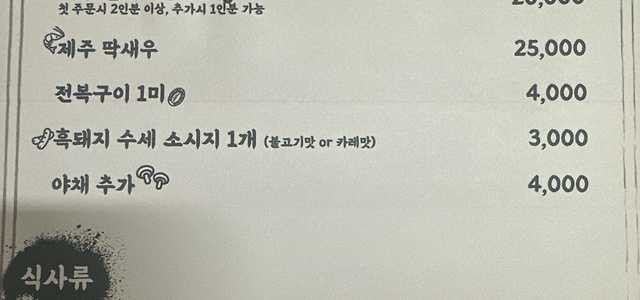 첫 주문시 2인분 이상, 추가시 1인분 가능
제주 딱새우 25,000
전복구이 1미 4,000
흑돼지 수세 소시지 1개 (불고기맛 or 카레맛) 3,000
야채 추가 4,000
식사류